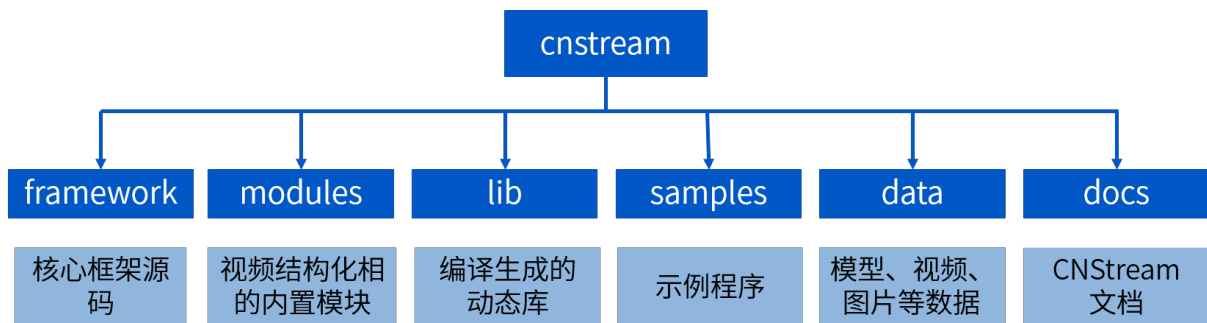 cnstream
framework
modules
lib
samples
data
docs
核心框架源
码
视频结构化相
的内置模块
编译生成的
动态库
示例程序
模型、视频、
图片等数据
CNStream
文档